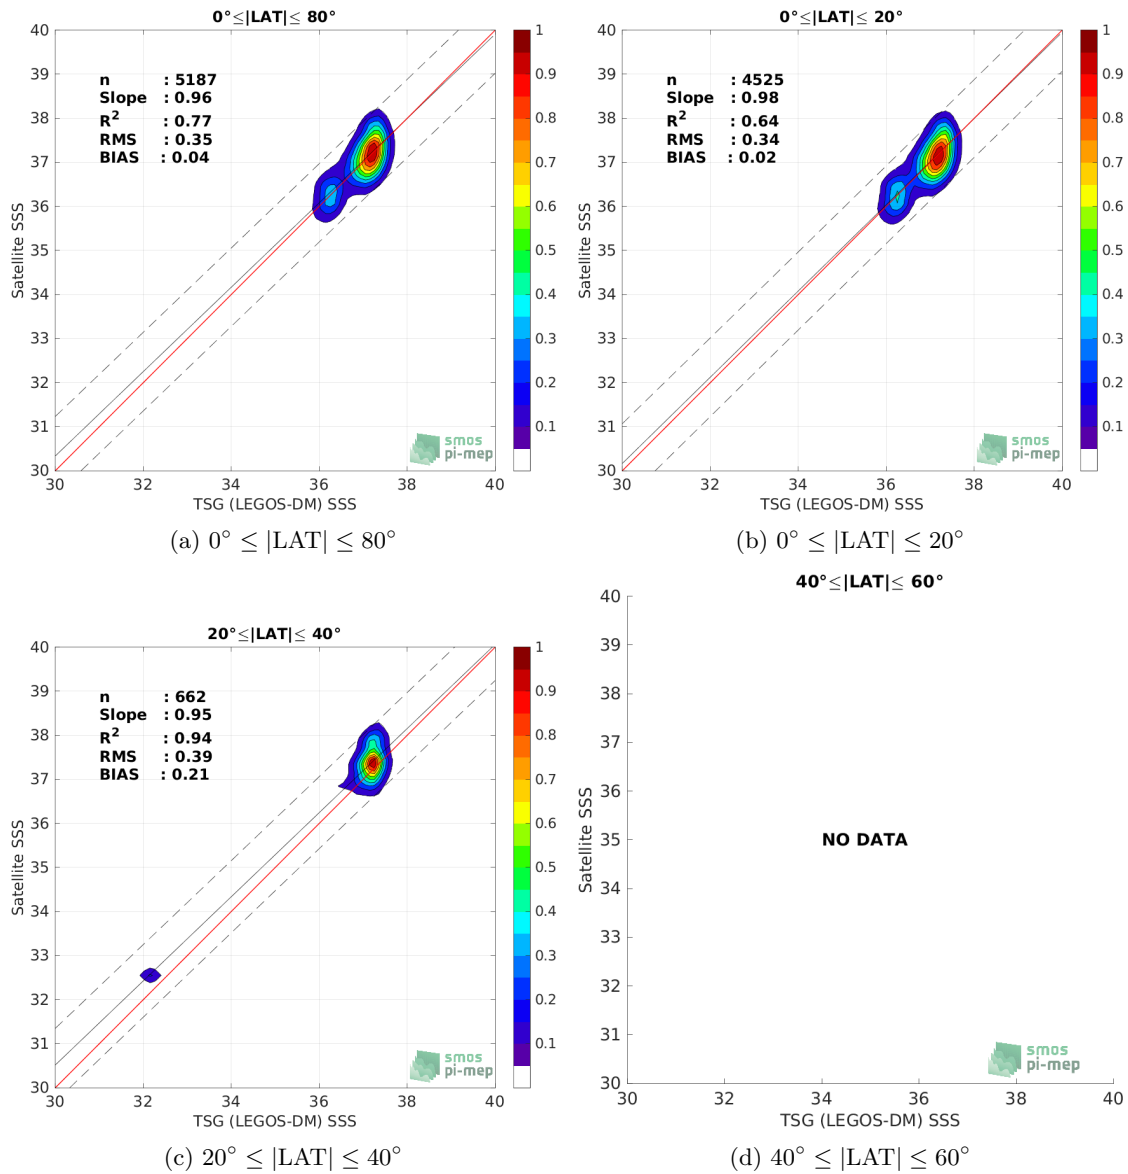 0°≤|LAT|≤ 80°
40
39
38
37
36
35
34
33
32
31
30
Satellite SSS
n : 5187
Slope : 0.96
R2 : 0.77
RMS : 0.35
BIAS : 0.04
smos
pi-mep
30 32 34 36 38 40
TSG (LEGOS-DM) SSS
1
0.9
0.8
0.7
0.6
0.5
0.4
0.3
0.2
0.1
(a) 0° ≤ |LAT| ≤ 80°
0°≤|LAT|≤ 20°
40
39
38
37
36
35
34
33
32
31
30
Satellite SSS
n : 4525
Slope : 0.98
R2 : 0.64
RMS : 0.34
BIAS : 0.02
smos
pi-mep
30 32 34 36 38 40
TSG (LEGOS-DM) SSS
1
0.9
0.8
0.7
0.6
0.5
0.4
0.3
0.2
0.1
(b) 0° ≤ |LAT| ≤ 20°
20°≤|LAT|≤ 40°
40
39
38
37
36
35
34
33
32
31
30
Satellite SSS
n : 662
Slope : 0.95
R2 : 0.94
RMS : 0.39
BIAS : 0.21
smos
pi-mep
30 32 34 36 38 40
TSG (LEGOS-DM) SSS
1
0.9
0.8
0.7
0.6
0.5
0.4
0.3
0.2
0.1
(c) 20° ≤ |LAT| ≤ 40°
40°≤|LAT|≤ 60°
40
39
38
37
36
35
34
33
32
31
30
Satellite SSS
NO DATA
smos
pi-mep
30 32 34 36 38 40
TSG (LEGOS-DM) SSS
(d) 40° ≤ |LAT| ≤ 60°